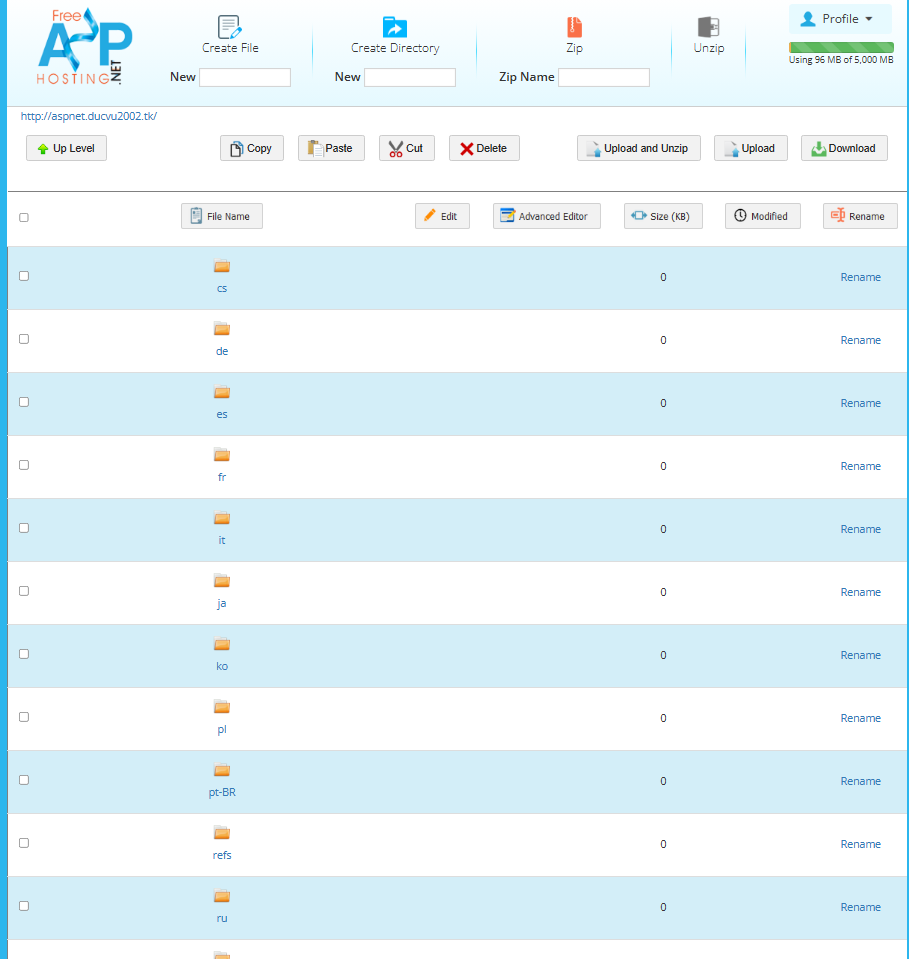 Free
ASP
HOSTING.NET
Create File
New
Create Directory
New
Zip
Zip Name
Unzip
Profile
Using 96 MB of 5,000 MB
http://aspnet.ducvu2002.tk/
Up Level Copy Paste Cut Delete Upload and Unzip Upload Download
File Name Edit Advanced Editor Size (KB) Modified Rename
cs 0 Rename
de 0 Rename
es 0 Rename
fr 0 Rename
it 0 Rename
ja 0 Rename
ko 0 Rename
pl 0 Rename
pt-BR 0 Rename
refs 0 Rename
ru 0 Rename